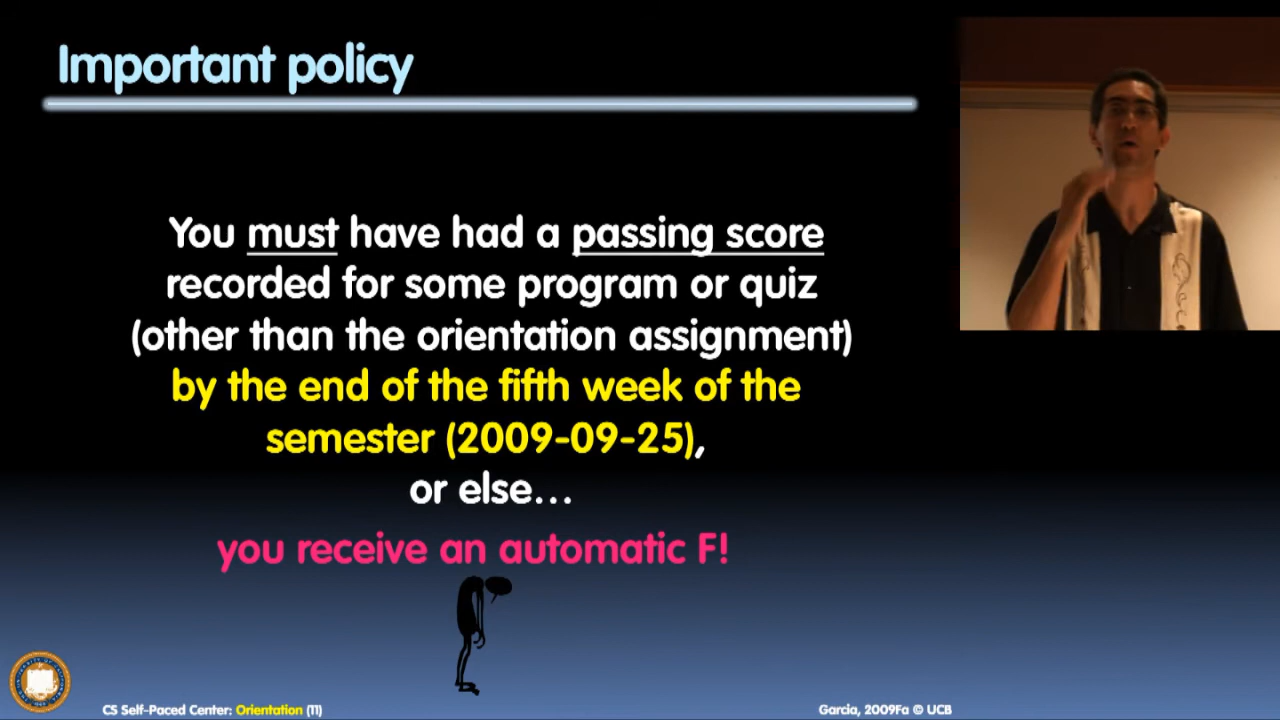 Important policy
You must have had a passing score
recorded for some program or quiz
(other than the orientation assignment)
by the end of the fifth week of the
semester (2009-09-25),
or else…
you receive an automatic F!
CS Self-Paced Center: Orientation (11)
Garcia, 2009Fa © UCB